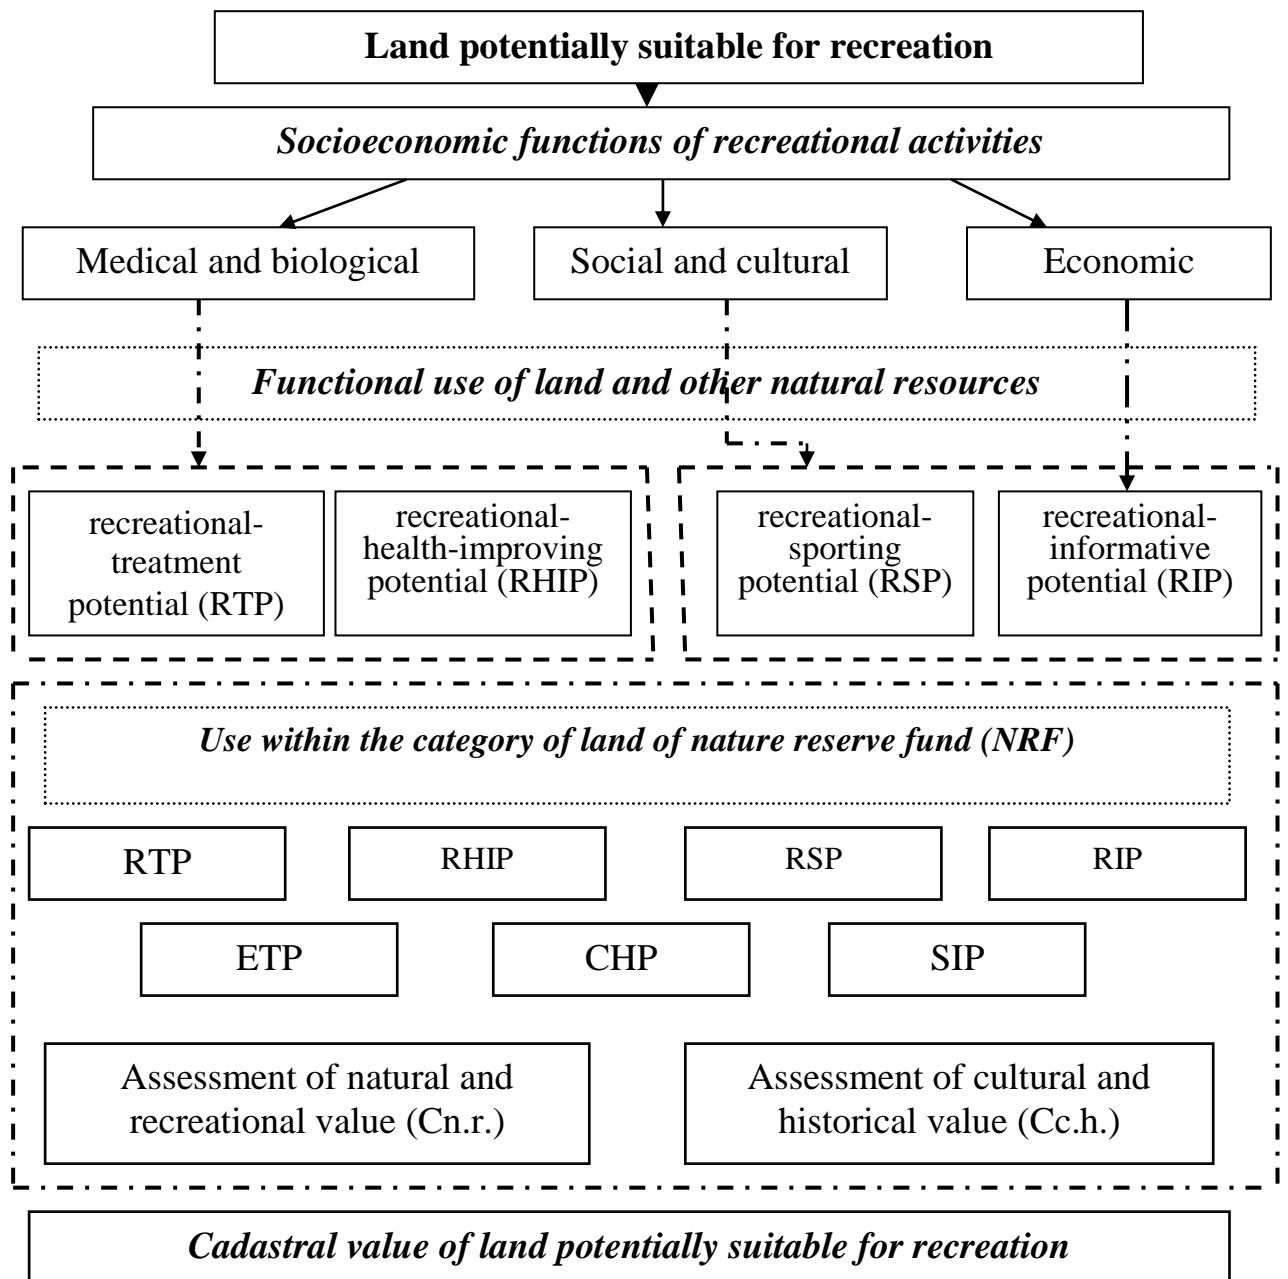 Land potentially suitable for recreation
Socioeconomic functions of recreational activities
Medical and biological
Social and cultural
Economic
Functional use of land and other natural resources
recreational-
treatment
potential (RTP)
recreational-
health-improving
potential (RHIP)
recreational-
sporting
potential (RSP)
recreational-
informative
potential (RIP)
Use within the category of land of nature reserve fund (NRF)
RTP
RHIP
RSP
RIP
ETP
CHP
SIP
Assessment of natural and
recreational value (Cn.r.)
Assessment of cultural and
historical value (Cc.h.)
Cadastral value of land potentially suitable for recreation